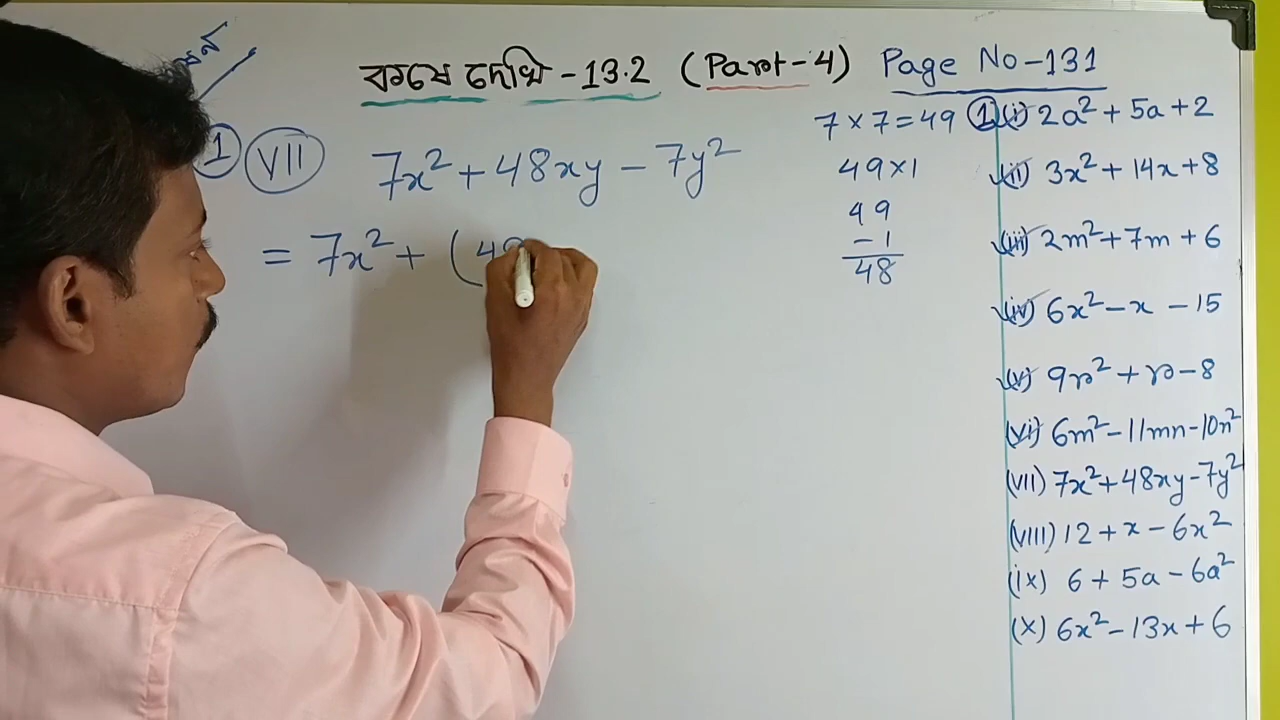 কষে দেখি - 13.2 (Part-4) Page No-131
① (VII) 7x² + 48xy - 7y²
= 7x² + (49
7 × 7 = 49
49 × 1
49
- 1
48
① (i) 2a² + 5a + 2
(ii) 3x² + 14x + 8
(iii) 2m² + 7m + 6
(iv) 6x² - x - 15
(v) 9r² + r - 8
(vi) 6m² - 11mn - 10n²
(VII) 7x² + 48xy - 7y²
(VIII) 12 + x - 6x²
(ix) 6 + 5a - 6a²
(x) 6x² - 13x + 6